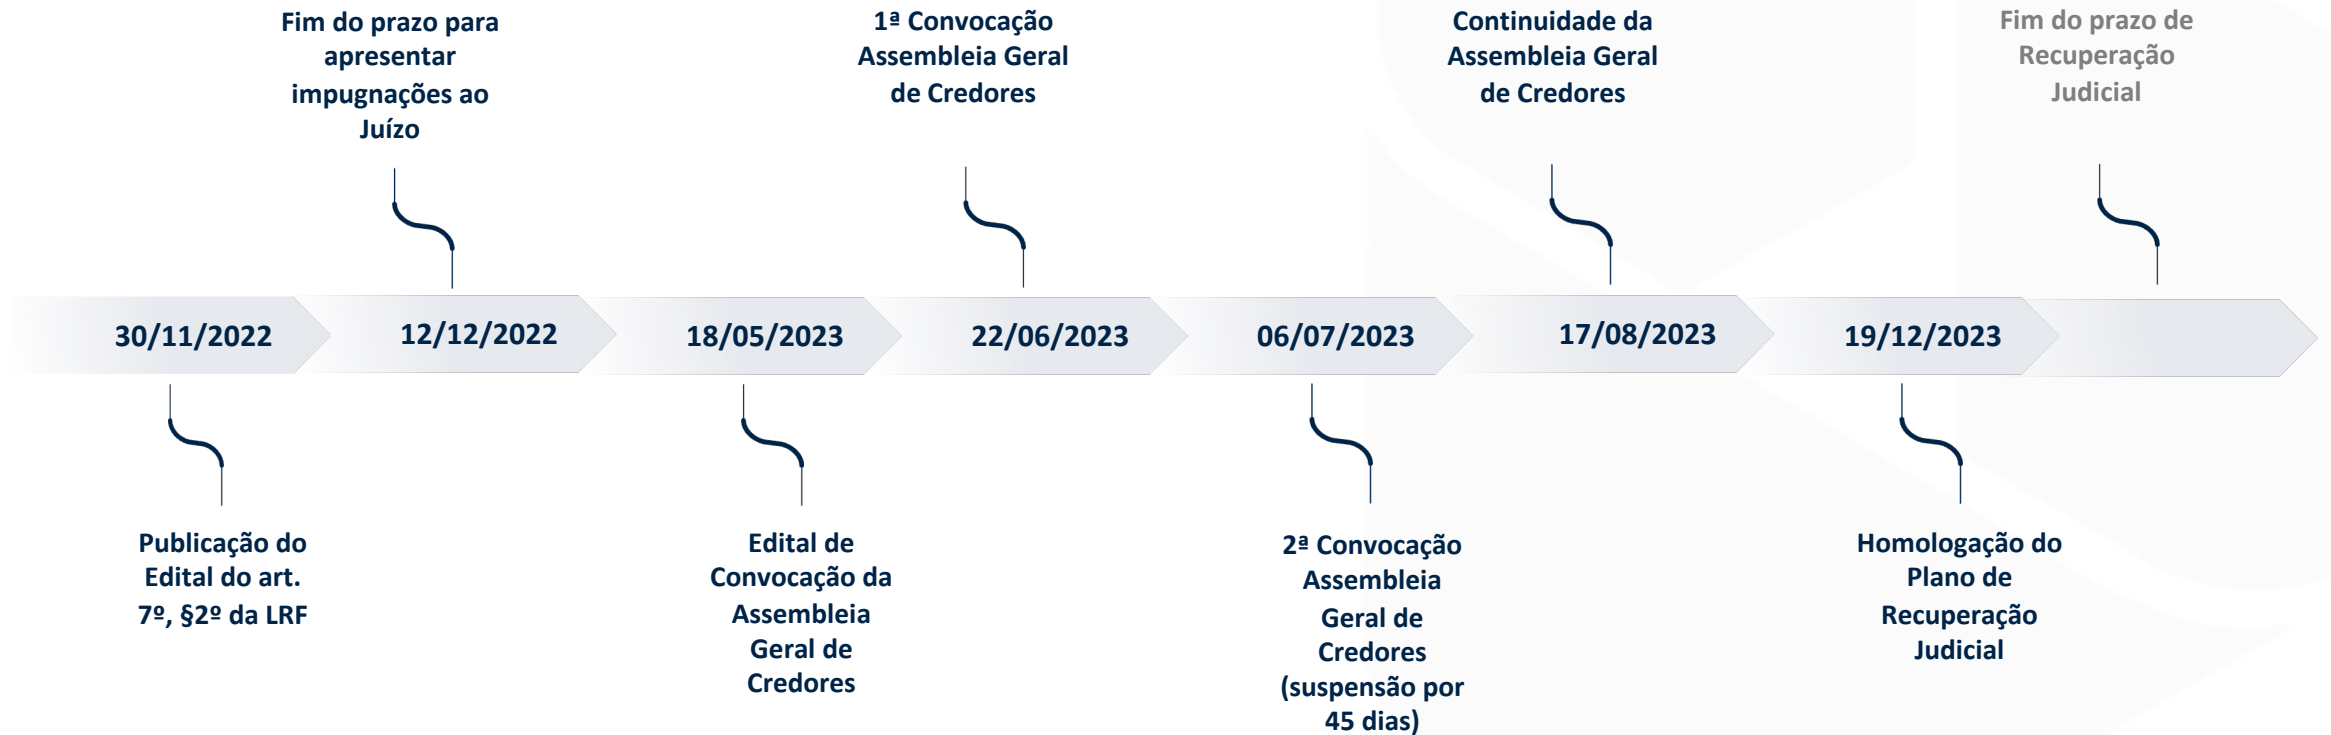 Fim do prazo para
apresentar
impugnações ao
Juízo
1ª Convocação
Assembleia Geral
de Credores
Continuidade da
Assembleia Geral
de Credores
Fim do prazo de
Recuperação
Judicial
30/11/2022
12/12/2022
18/05/2023
22/06/2023
06/07/2023
17/08/2023
19/12/2023
Publicação do
Edital do art.
7º, §2º da LRF
Edital de
Convocação da
Assembleia
Geral de
Credores
2ª Convocação
Assembleia
Geral de
Credores
(suspensão por
45 dias)
Homologação do
Plano de
Recuperação
Judicial